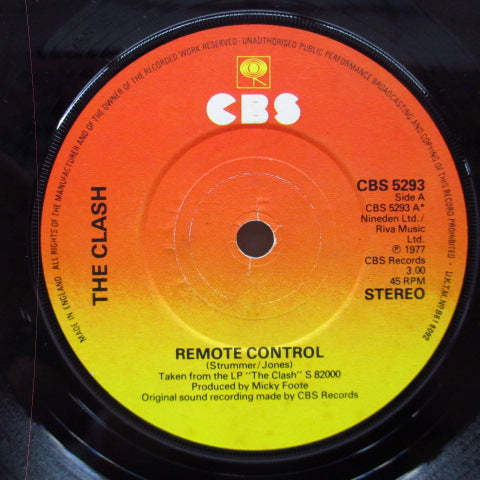 ALL RIGHTS OF THE MANUFACTURER AND OF THE OWNER OF THE RECORDED WORK RESERVED - UNAUTHORISED PUBLIC PERFORMANCE BROADCASTING AND COPYING OF THIS RECORD PROHIBITED - U.K.T.M. No 8618092
MADE IN ENGLAND
CBS
THE CLASH
CBS 5293
Side A
CBS 5293 A*
Nineden Ltd./
Riva Music
Ltd.
℗ 1977
CBS Records
3.00
45 RPM
STEREO
REMOTE CONTROL
(Strummer/Jones)
Taken from the LP "The Clash" S 82000
Produced by Micky Foote
Original sound recording made by CBS Records